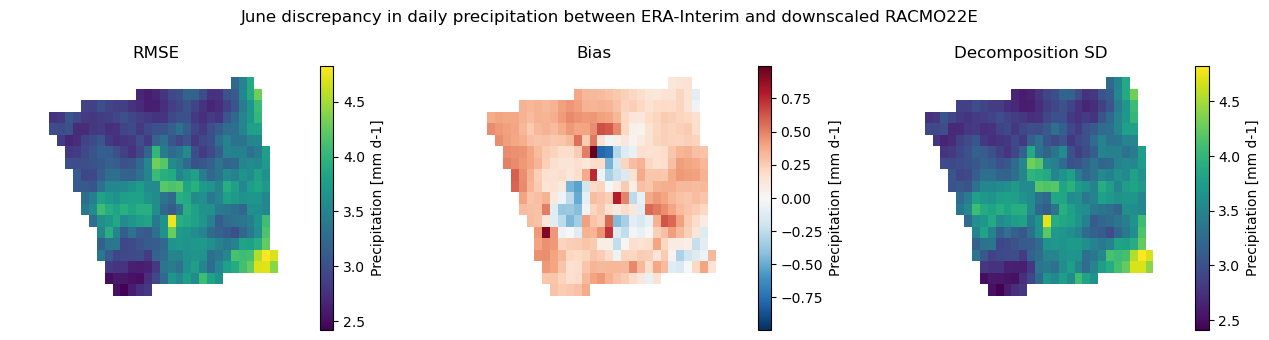 June discrepancy in daily precipitation between ERA-Interim and downscaled RACMO22E
RMSE
4.5
4.0
3.5
3.0
2.5
Precipitation [mm d-1]
Bias
0.75
0.50
0.25
0.00
−0.25
−0.50
−0.75
Precipitation [mm d-1]
Decomposition SD
4.5
4.0
3.5
3.0
2.5
Precipitation [mm d-1]